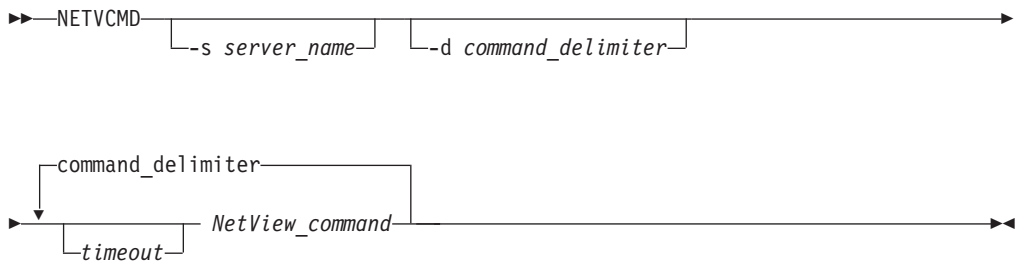 NETVCMD
-s server_name -d command_delimiter
command_delimiter
NetView_command
timeout